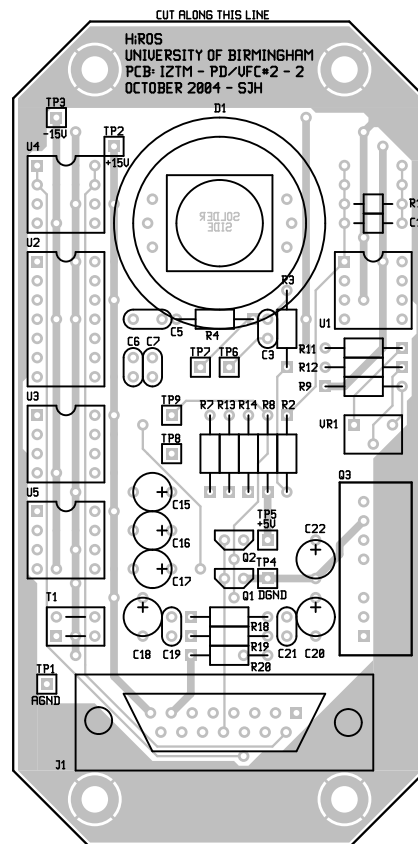 CUT ALONG THIS LINE
HiROS
UNIVERSITY OF BIRMINGHAM
PCB: IZTM - PD/VFC#2 - 2
OCTOBER 2004 - SJH
TP3
-15V
TP2
+15V
D1
U4
SOLDER
SIDE
U2
R3
U1
C5
R4
C3
C6
C7
TP7
TP6
R11
R12
R9
TP9
R7
R13
R14
R8
R2
VR1
TP8
U3
Q3
U5
C15
C16
C17
TP5
+5V
C22
Q2
TP4
Q1
DGND
T1
C18
C19
R18
R19
R20
C21
C20
TP1
AGND
J1